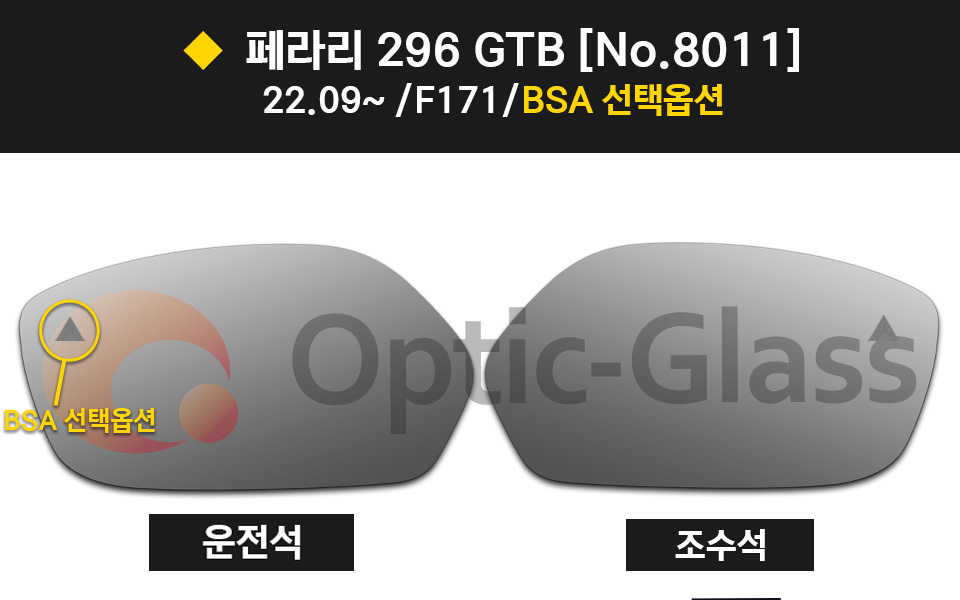 ◆ 페라리 296 GTB [No.8011]
22.09~ /F171/BSA 선택옵션
Optic-Glass
BSA 선택옵션
운전석
조수석